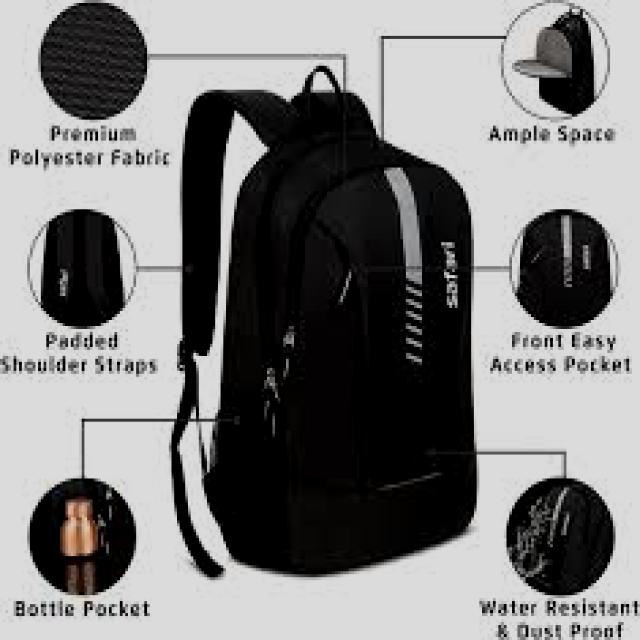 Premium
Polyester Fabric
Ample Space
safari
Padded
Shoulder Straps
Front Easy
Access Pocket
Bottle Pocket
Water Resistant
& Dust Proof